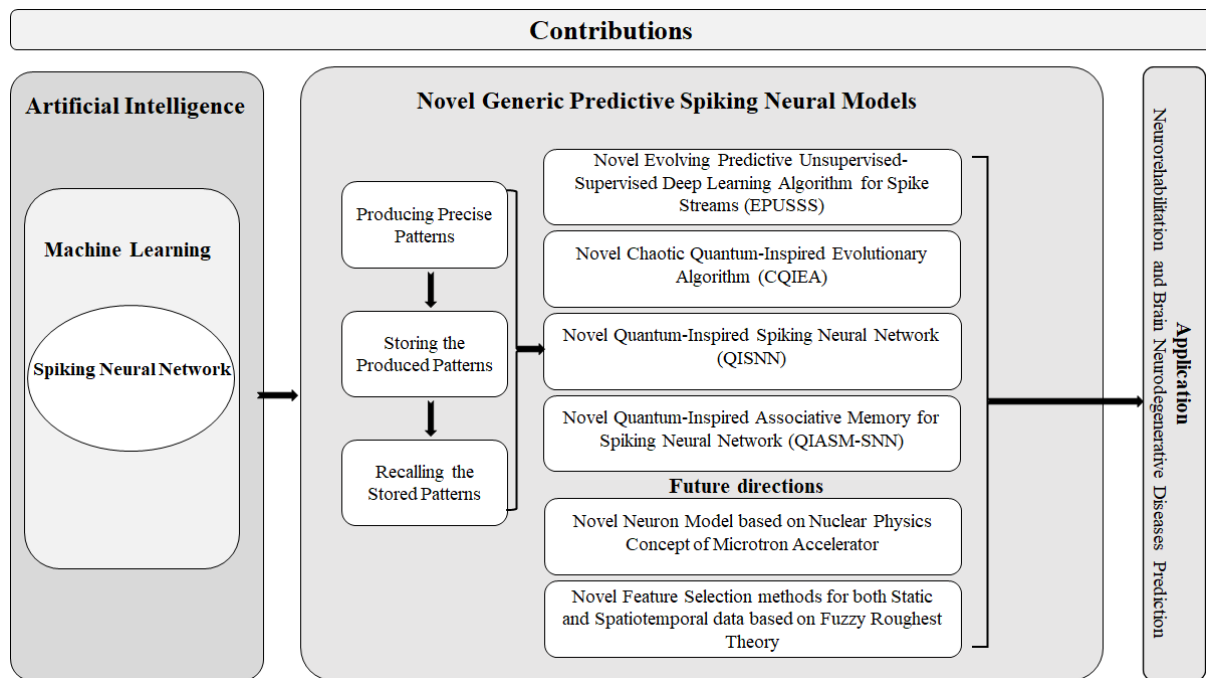 Contributions
Artificial Intelligence
Machine Learning
Spiking Neural Network
Novel Generic Predictive Spiking Neural Models
Producing Precise
Patterns
Storing the
Produced Patterns
Recalling the
Stored Patterns
Novel Evolving Predictive Unsupervised-
Supervised Deep Learning Algorithm for Spike
Streams (EPUSSS)
Novel Chaotic Quantum-Inspired Evolutionary
Algorithm (CQIEA)
Novel Quantum-Inspired Spiking Neural Network
(QISNN)
Novel Quantum-Inspired Associative Memory for
Spiking Neural Network (QIASM-SNN)
Future directions
Novel Neuron Model based on Nuclear Physics
Concept of Microtron Accelerator
Novel Feature Selection methods for both Static
and Spatiotemporal data based on Fuzzy Roughest
Theory
Application
Neurorehabilitation and Brain Neurodegenerative Diseases Prediction